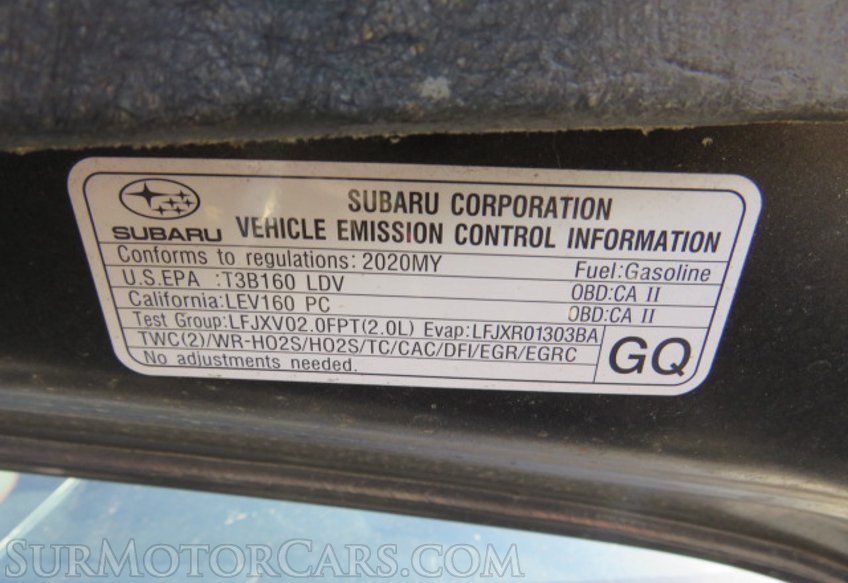 SUBARU CORPORATION
SUBARU VEHICLE EMISSION CONTROL INFORMATION
Conforms to regulations: 2020MY Fuel:Gasoline
U.S.EPA :T3B160 LDV OBD:CA II
California:LEV160 PC OBD:CA II
Test Group:LFJXV02.0FPT(2.0L) Evap:LFJXR01303BA
TWC(2)/WR-HO2S/HO2S/TC/CAC/DFI/EGR/EGRC
GQ
No adjustments needed.
SURMOTORCARS.COM